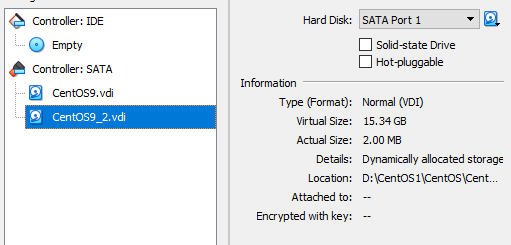 Controller: IDE
Empty
Controller: SATA
CentOS9.vdi
CentOS9_2.vdi
Hard Disk: SATA Port 1
Solid-state Drive
Hot-pluggable
Information
Type (Format): Normal (VDI)
Virtual Size: 15.34 GB
Actual Size: 2.00 MB
Details: Dynamically allocated storage
Location: D:\CentOS1\CentOS\Cent...
Attached to: --
Encrypted with key: --